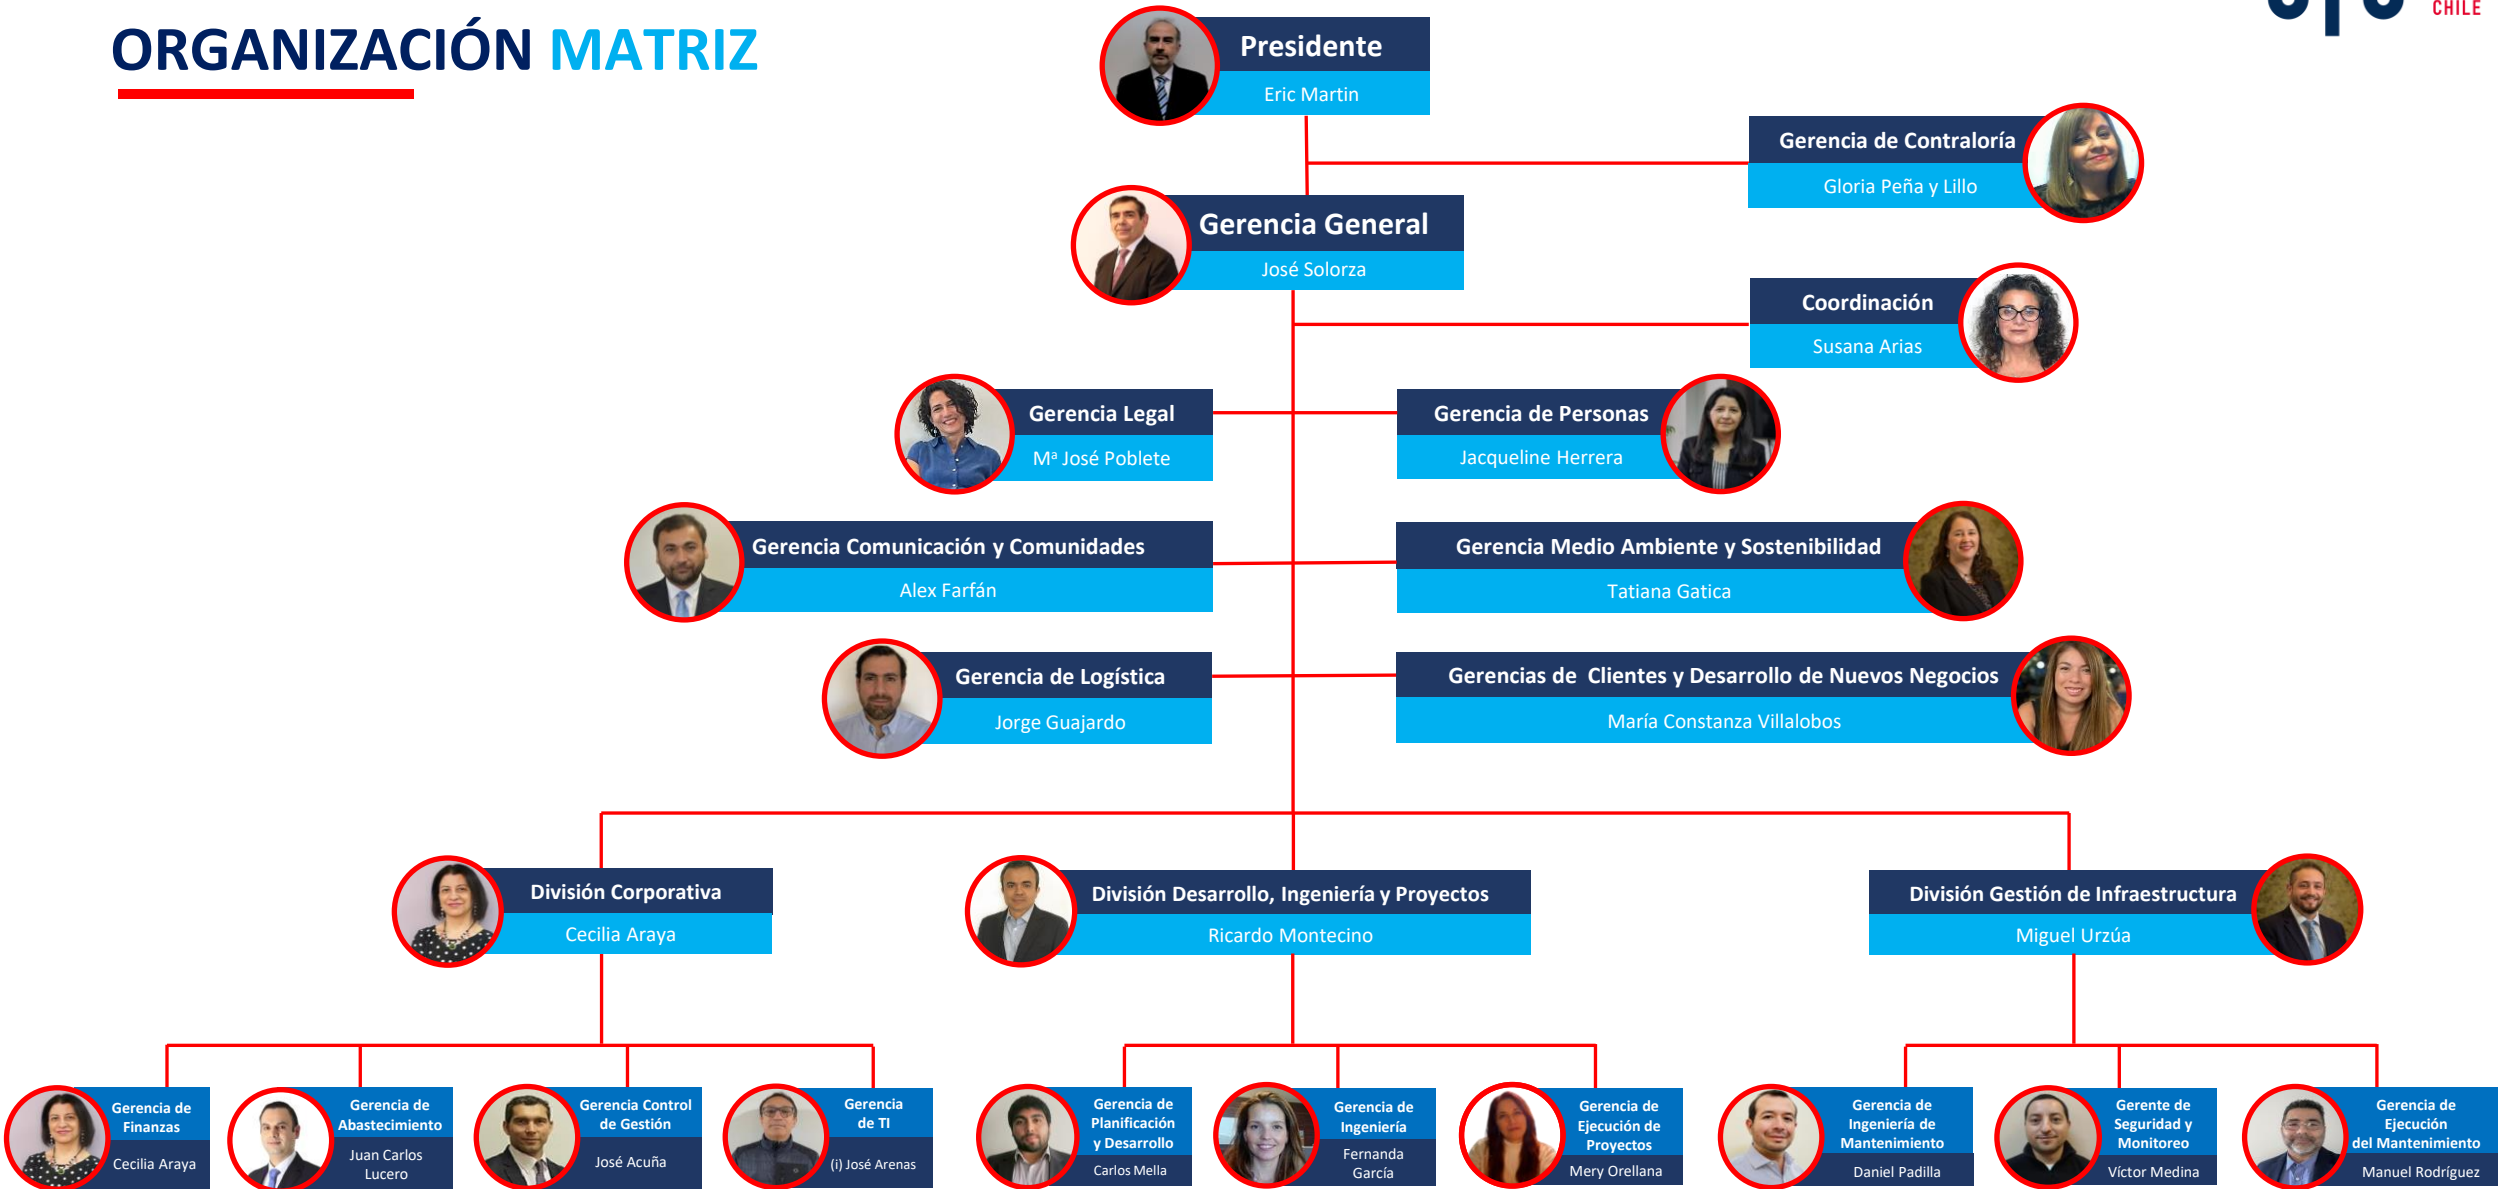 ORGANIZACIÓN MATRIZ
CHILE
Presidente
Eric Martin
Gerencia de Contraloría
Gloria Peña y Lillo
Gerencia General
José Solorza
Coordinación
Susana Arias
Gerencia Legal
Mª José Poblete
Gerencia de Personas
Jacqueline Herrera
Gerencia Comunicación y Comunidades
Alex Farfán
Gerencia Medio Ambiente y Sostenibilidad
Tatiana Gatica
Gerencia de Logística
Jorge Guajardo
Gerencias de  Clientes y Desarrollo de Nuevos Negocios
María Constanza Villalobos
División Corporativa
Cecilia Araya
División Desarrollo, Ingeniería y Proyectos
Ricardo Montecino
División Gestión de Infraestructura
Miguel Urzúa
Gerencia de
Finanzas
Cecilia Araya
Gerencia de
Abastecimiento
Juan Carlos
Lucero
Gerencia Control
de Gestión
José Acuña
Gerencia
de TI
(i) José Arenas
Gerencia de
Planificación
y Desarrollo
Carlos Mella
Gerencia de
Ingeniería
Fernanda
García
Gerencia de
Ejecución de
Proyectos
Mery Orellana
Gerencia de
Ingeniería de
Mantenimiento
Daniel Padilla
Gerente de
Seguridad y
Monitoreo
Víctor Medina
Gerencia de
Ejecución
del Mantenimiento
Manuel Rodríguez